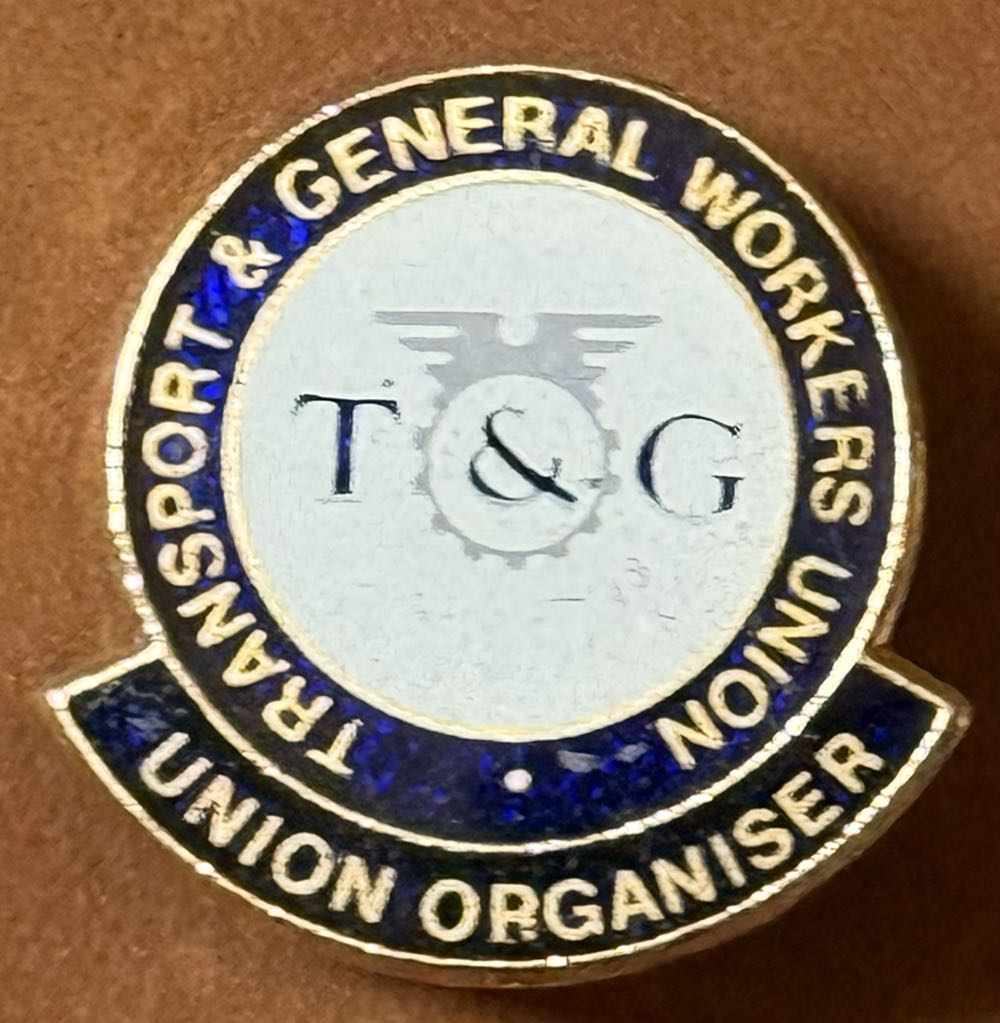 TRANSPORT & GENERAL WORKERS UNION
T & G
UNION ORGANISER